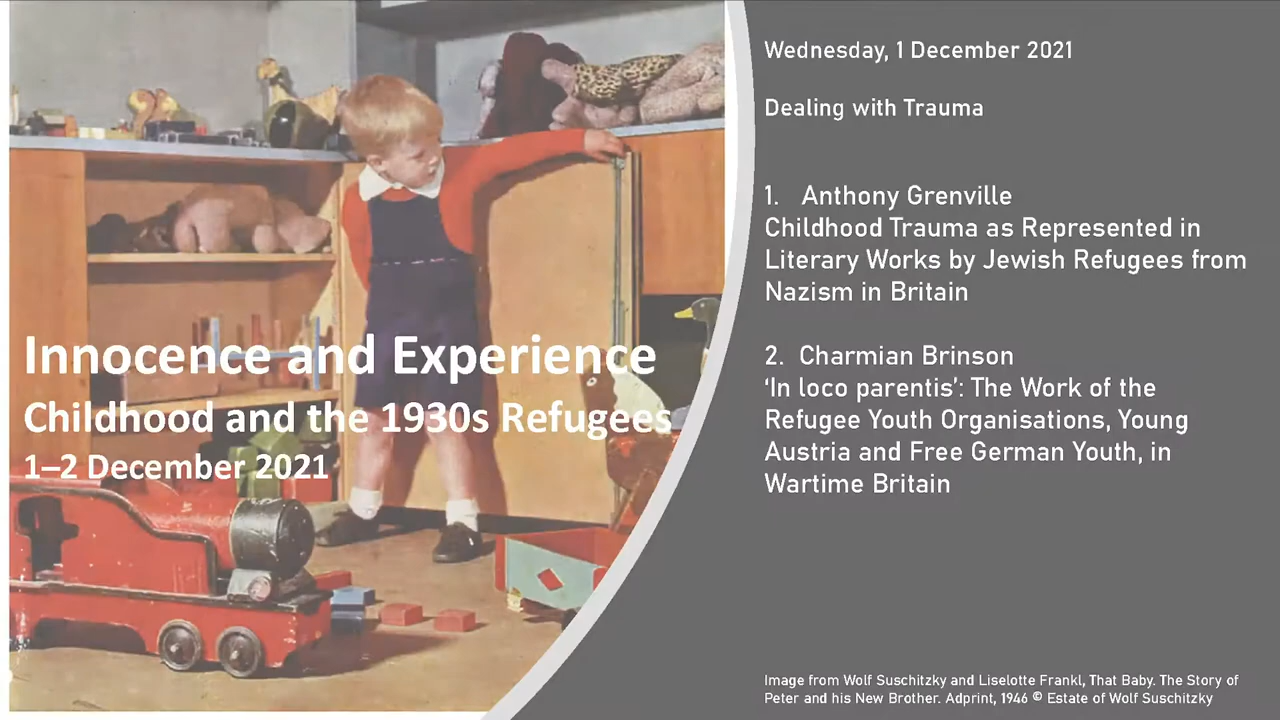 Innocence and Experience
Childhood and the 1930s Refugees
1–2 December 2021
Wednesday, 1 December 2021
Dealing with Trauma
1. Anthony Grenville
Childhood Trauma as Represented in
Literary Works by Jewish Refugees from
Nazism in Britain
2. Charmian Brinson
‘In loco parentis’: The Work of the
Refugee Youth Organisations, Young
Austria and Free German Youth, in
Wartime Britain
Image from Wolf Suschitzky and Liselotte Frankl, That Baby. The Story of
Peter and his New Brother. Adprint, 1946 © Estate of Wolf Suschitzky